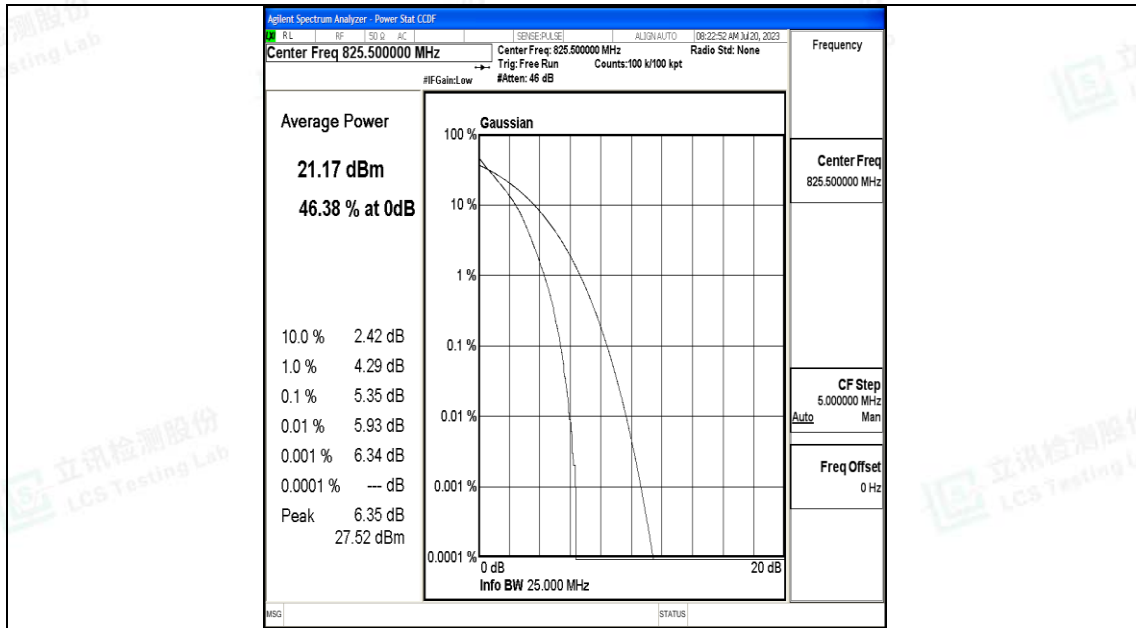 Agilent Spectrum Analyzer - Power Stat CCDF
RL RF 50 Ω AC SENSE:PULSE ALIGNAUTO 08:22:52 AM Jul 20, 2023
Center Freq 825.500000 MHz
Center Freq: 825.500000 MHz Radio Std: None
Trig: Free Run Counts:100 k/100 kpt
#IFGain:Low #Atten: 46 dB
Frequency
Average Power
21.17 dBm
46.38 % at 0dB
10.0 % 2.42 dB
1.0 % 4.29 dB
0.1 % 5.35 dB
0.01 % 5.93 dB
0.001 % 6.34 dB
0.0001 % --- dB
Peak 6.35 dB
27.52 dBm
Gaussian
100 %
10 %
1 %
0.1 %
0.01 %
0.001 %
0.0001 %
0 dB 20 dB
Info BW 25.000 MHz
Center Freq
825.500000 MHz
CF Step
5.000000 MHz
Auto Man
Freq Offset
0 Hz
MSG STATUS
立讯检测股份
LCS Testing Lab
立讯检测股份